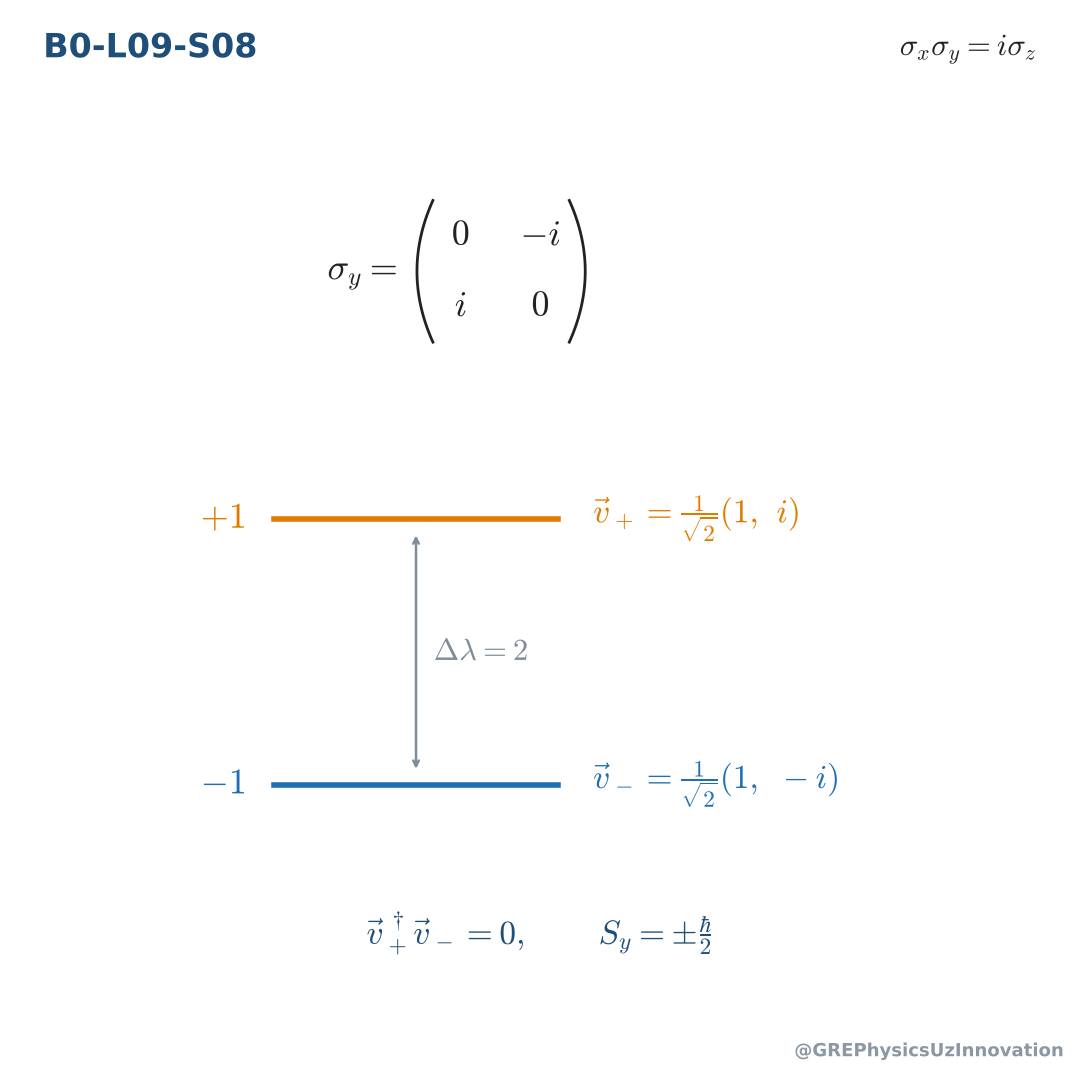 B0-L09-S08
σ_xσ_y = iσ_z
σ_y = ( 0 −i
i 0 )
+1
v⃗_+ = 1/√2 (1, i)
Δλ = 2
−1
v⃗_− = 1/√2 (1, −i)
v⃗_+^† v⃗_− = 0, S_y = ±ħ/2
@GREPhysicsUzInnovation